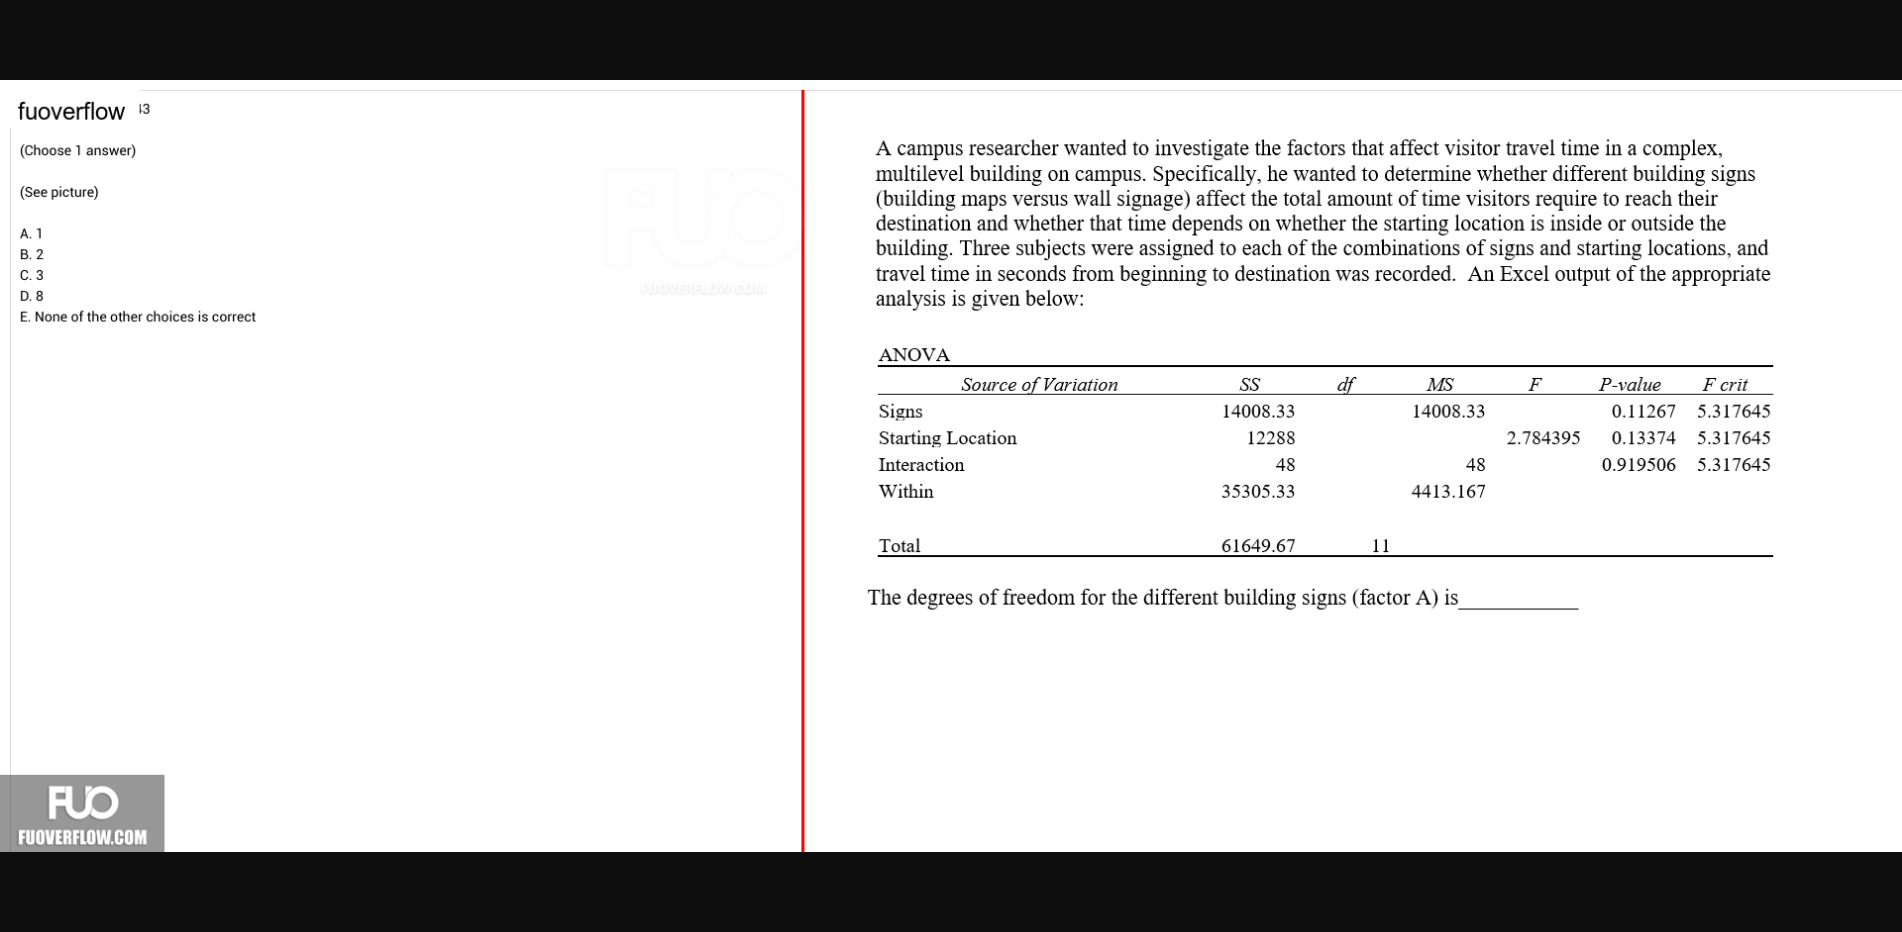 fuoverflow 43
(Choose 1 answer)
(See picture)
A. 1
B. 2
C. 3
D. 8
E. None of the other choices is correct
FUO
FUOVERFLOW.COM
A campus researcher wanted to investigate the factors that affect visitor travel time in a complex,
multilevel building on campus. Specifically, he wanted to determine whether different building signs
(building maps versus wall signage) affect the total amount of time visitors require to reach their
destination and whether that time depends on whether the starting location is inside or outside the
building. Three subjects were assigned to each of the combinations of signs and starting locations, and
travel time in seconds from beginning to destination was recorded. An Excel output of the appropriate
analysis is given below:
ANOVA
Source of Variation SS df MS F P-value F crit
Signs 14008.33 14008.33 0.11267 5.317645
Starting Location 12288 2.784395 0.13374 5.317645
Interaction 48 48 0.919506 5.317645
Within 35305.33 4413.167
Total 61649.67 11
The degrees of freedom for the different building signs (factor A) is____________
FUO
FUOVERFLOW.COM